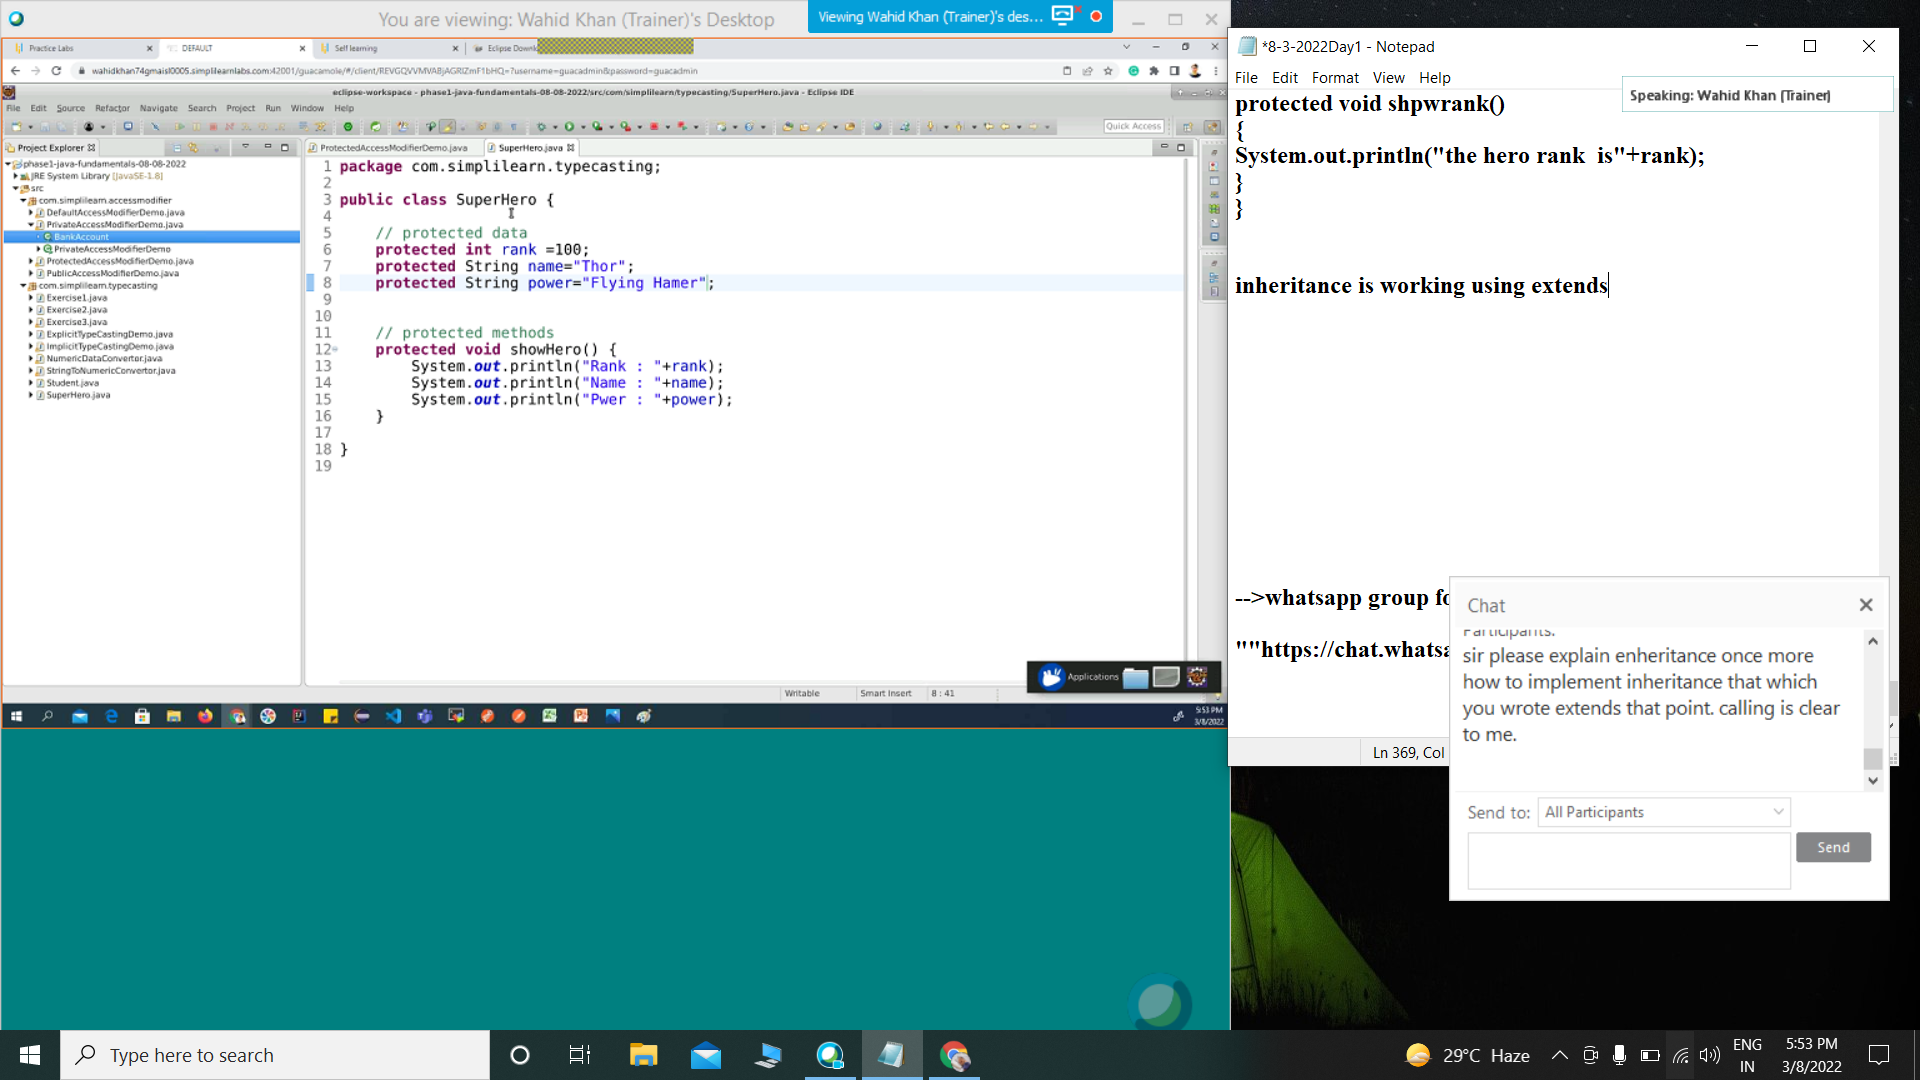 You are viewing: Wahid Khan (Trainer)'s Desktop
Viewing Wahid Khan (Trainer)'s des...
Practice Labs
DEFAULT
Self learning
Eclipse Downl
wahidkhan74gmaisl0005.simplilearnlabs.com:42001/guacamole/#/client/REVGQVVMVABjAGRIZmF1bHQ=?username=guacadmin&password=guacadmin
eclipse-workspace - phase1-java-fundamentals-08-08-2022/src/com/simplilearn/typecasting/SuperHero.java - Eclipse IDE
File Edit Source Refactor Navigate Search Project Run Window Help
Quick Access
Project Explorer
phase1-java-fundamentals-08-08-2022
JRE System Library [JavaSE-1.8]
src
com.simplilearn.accessmodifier
DefaultAccessModifierDemo.java
PrivateAccessModifierDemo.java
BankAccount
PrivateAccessModifierDemo
ProtectedAccessModifierDemo.java
PublicAccessModifierDemo.java
com.simplilearn.typecasting
Exercise1.java
Exercise2.java
Exercise3.java
ExplicitTypeCastingDemo.java
ImplicitTypeCastingDemo.java
NumericDataConvertor.java
StringToNumericConvertor.java
Student.java
SuperHero.java
ProtectedAccessModifierDemo.java
SuperHero.java
1 package com.simplilearn.typecasting;
2
3 public class SuperHero {
4
5 // protected data
6 protected int rank =100;
7 protected String name="Thor";
8 protected String power="Flying Hamer";
9
10
11 // protected methods
12 protected void showHero() {
13 System.out.println("Rank : "+rank);
14 System.out.println("Name : "+name);
15 System.out.println("Pwer : "+power);
16 }
17
18 }
19
Applications
Writable
Smart Insert
8 : 41
5:53 PM
3/8/2022
*8-3-2022Day1 - Notepad
File Edit Format View Help
Speaking: Wahid Khan (Trainer)
protected void shpwrank()
{
System.out.println("the hero rank  is"+rank);
}
}
inheritance is working using extends
-->whatsapp group fo
""https://chat.whatsa
Ln 369, Col
Chat
Participants:
sir please explain enheritance once more
how to implement inheritance that which
you wrote extends that point. calling is clear
to me.
Send to:
All Participants
Send
Type here to search
29°C Haze
ENG
IN
5:53 PM
3/8/2022